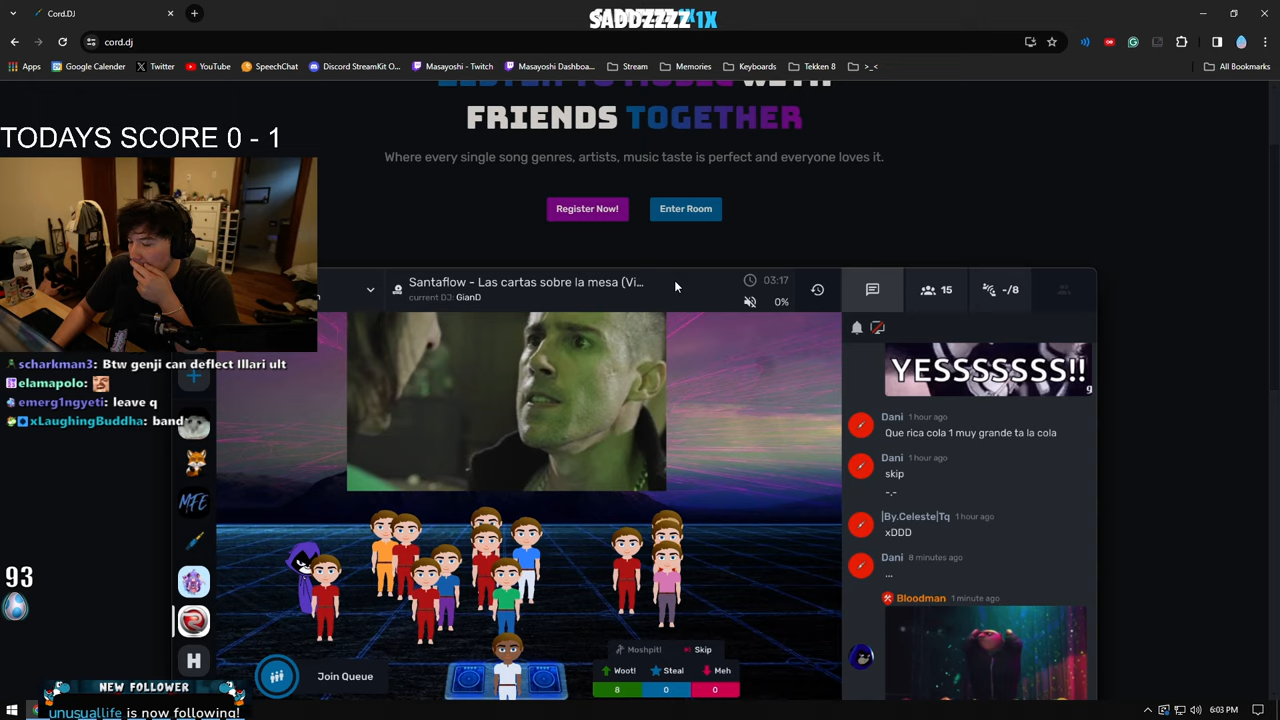 Cord.DJ
SADDZZZZ 1X
cord.dj
Apps
Google Calender
Twitter
YouTube
SpeechChat
Discord StreamKit O...
Masayoshi - Twitch
Masayoshi Dashboa...
Stream
Memories
Keyboards
Tekken 8
>_<
All Bookmarks
LISTEN TO MUSIC WITH
FRIENDS TOGETHER
TODAYS SCORE 0 - 1
Where every single song genres, artists, music taste is perfect and everyone loves it.
Register Now!
Enter Room
Santaflow - Las cartas sobre la mesa (Vi...
current DJ: GianD
03:17
0%
15
-/8
YESSSSSSS!!
scharkman3: Btw genji can deflect Illari ult
elamapolo:
emerg1ngyeti: leave q
xLaughingBuddha: band
Dani 1 hour ago
Que rica cola 1 muy grande ta la cola
Dani 1 hour ago
skip
-.-
|By.Celeste|Tq 1 hour ago
xDDD
Dani 8 minutes ago
...
Bloodman 1 minute ago
MFE
93
H
Moshpit!
Skip
Join Queue
Woot!
Steal
Meh
8
0
0
NEW FOLLOWER
unusuallife is now following!
6:03 PM